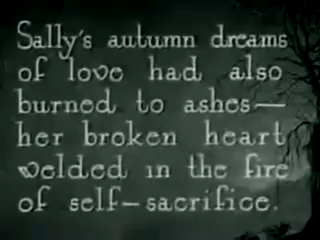 Sally's autumn dreams
of love had also
burned to ashes—
her broken heart
welded in the fire
of self-sacrifice.